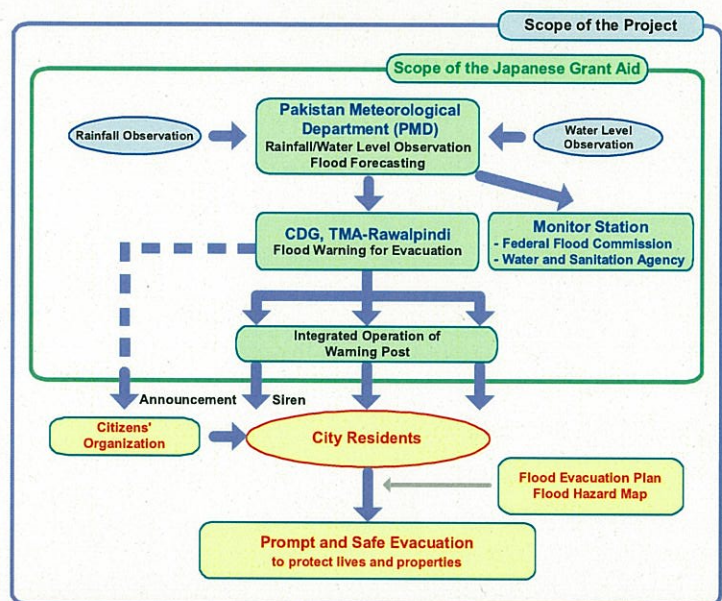 Scope of the Project
Scope of the Japanese Grant Aid
Pakistan Meteorological
Department (PMD)
Rainfall/Water Level Observation
Flood Forecasting
Rainfall Observation
Water Level
Observation
CDG, TMA-Rawalpindi
Flood Warning for Evacuation
Monitor Station
- Federal Flood Commission
- Water and Sanitation Agency
Integrated Operation of
Warning Post
Announcement
Siren
Citizens'
Organization
City Residents
Flood Evacuation Plan
Flood Hazard Map
Prompt and Safe Evacuation
to protect lives and properties